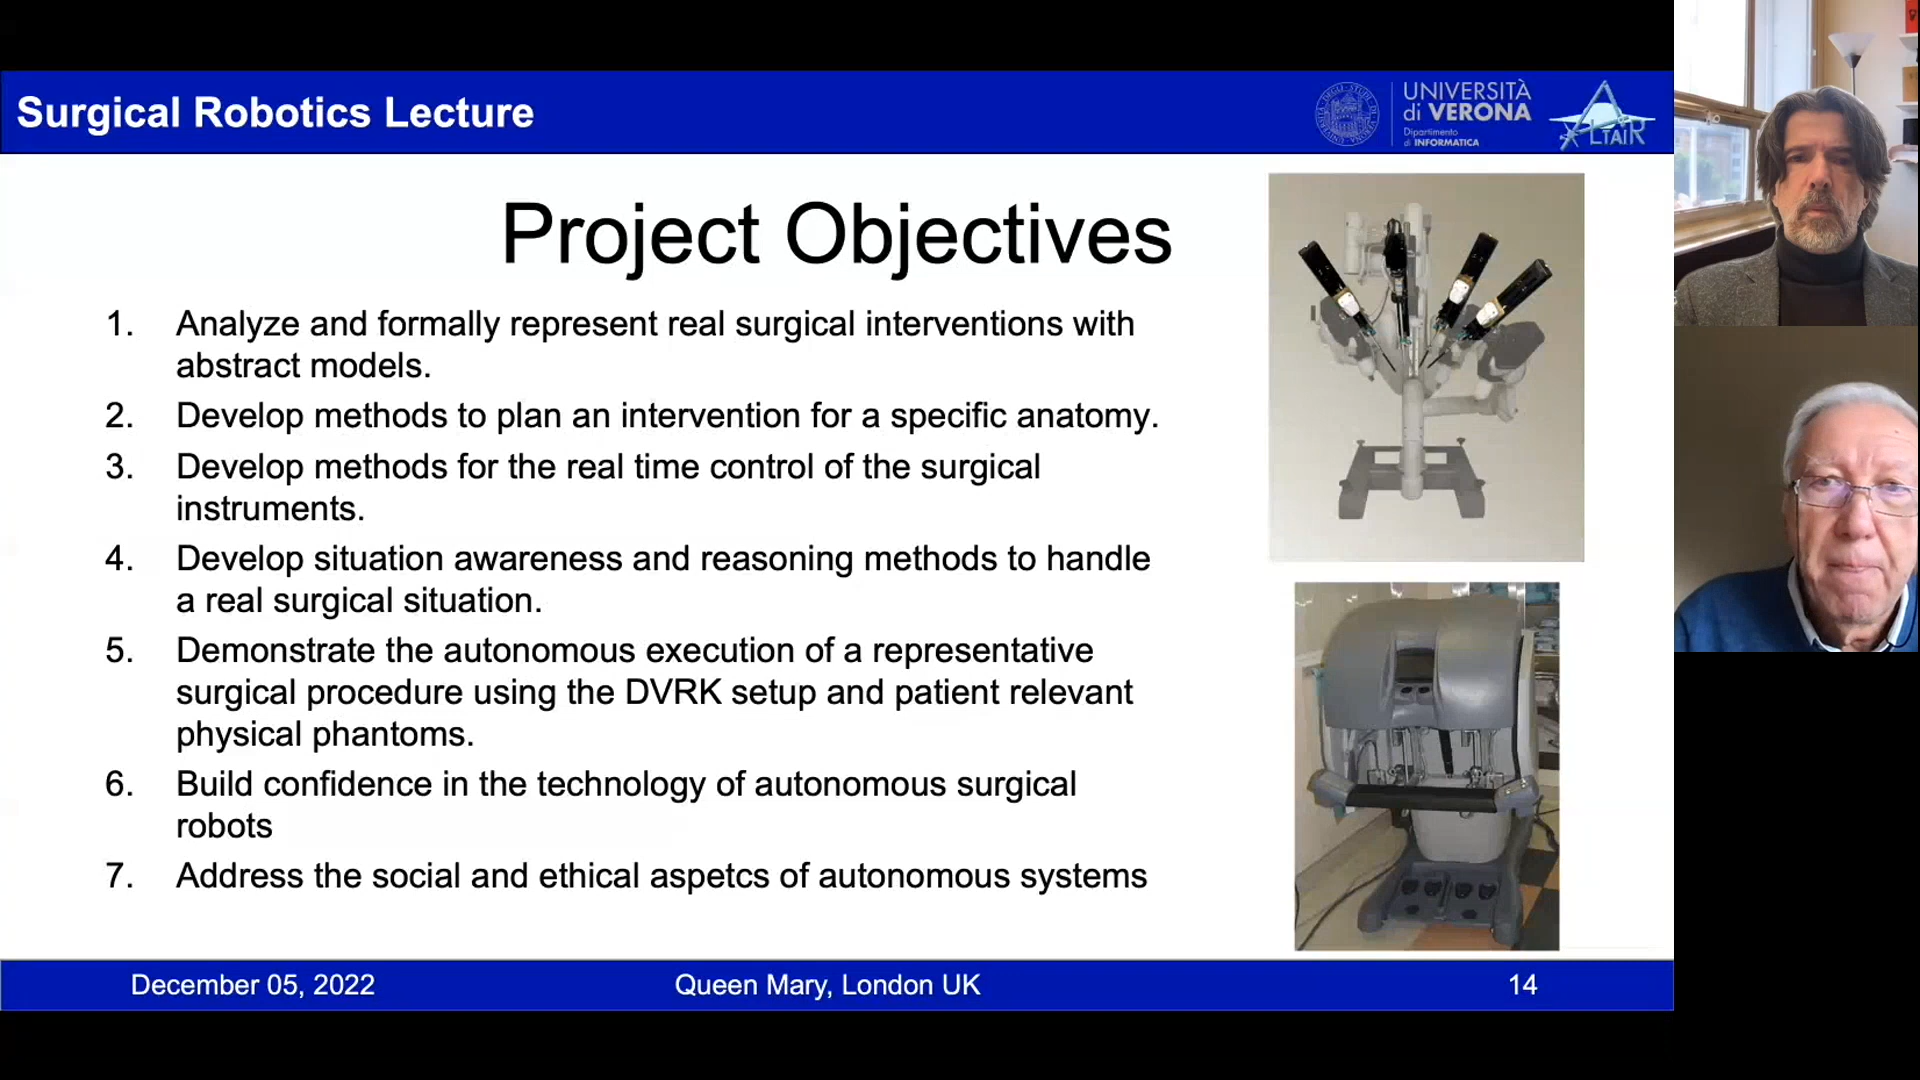 Surgical Robotics Lecture
UNIVERSITÀ
di VERONA
Dipartimento
di INFORMATICA
ALTAIR
Project Objectives
1. Analyze and formally represent real surgical interventions with
abstract models.
2. Develop methods to plan an intervention for a specific anatomy.
3. Develop methods for the real time control of the surgical
instruments.
4. Develop situation awareness and reasoning methods to handle
a real surgical situation.
5. Demonstrate the autonomous execution of a representative
surgical procedure using the DVRK setup and patient relevant
physical phantoms.
6. Build confidence in the technology of autonomous surgical
robots
7. Address the social and ethical aspetcs of autonomous systems
December 05, 2022
Queen Mary, London UK
14